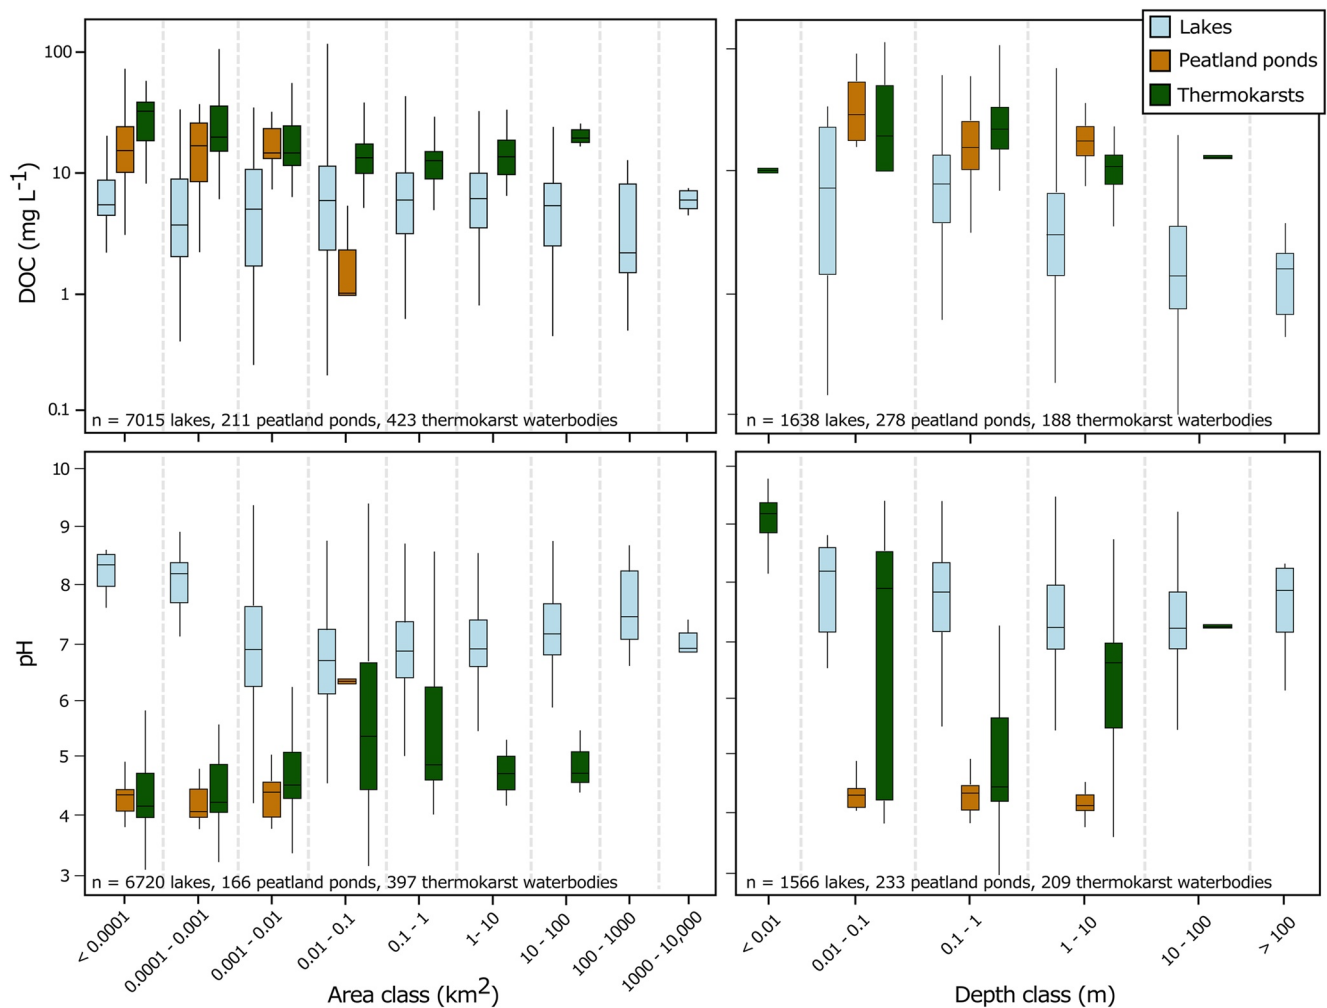 Lakes
Peatland ponds
Thermokarsts
DOC (mg L-1)
100
10
1
0.1
n = 7015 lakes, 211 peatland ponds, 423 thermokarst waterbodies
n = 1638 lakes, 278 peatland ponds, 188 thermokarst waterbodies
pH
10
9
8
7
6
5
4
3
n = 6720 lakes, 166 peatland ponds, 397 thermokarst waterbodies
n = 1566 lakes, 233 peatland ponds, 209 thermokarst waterbodies
< 0.0001
0.0001 - 0.001
0.001 - 0.01
0.01 - 0.1
0.1 - 1
1- 10
10 - 100
100 - 1000
1000 - 10,000
Area class (km2)
< 0.01
0.01 - 0.1
0.1 - 1
1 - 10
10 - 100
> 100
Depth class (m)